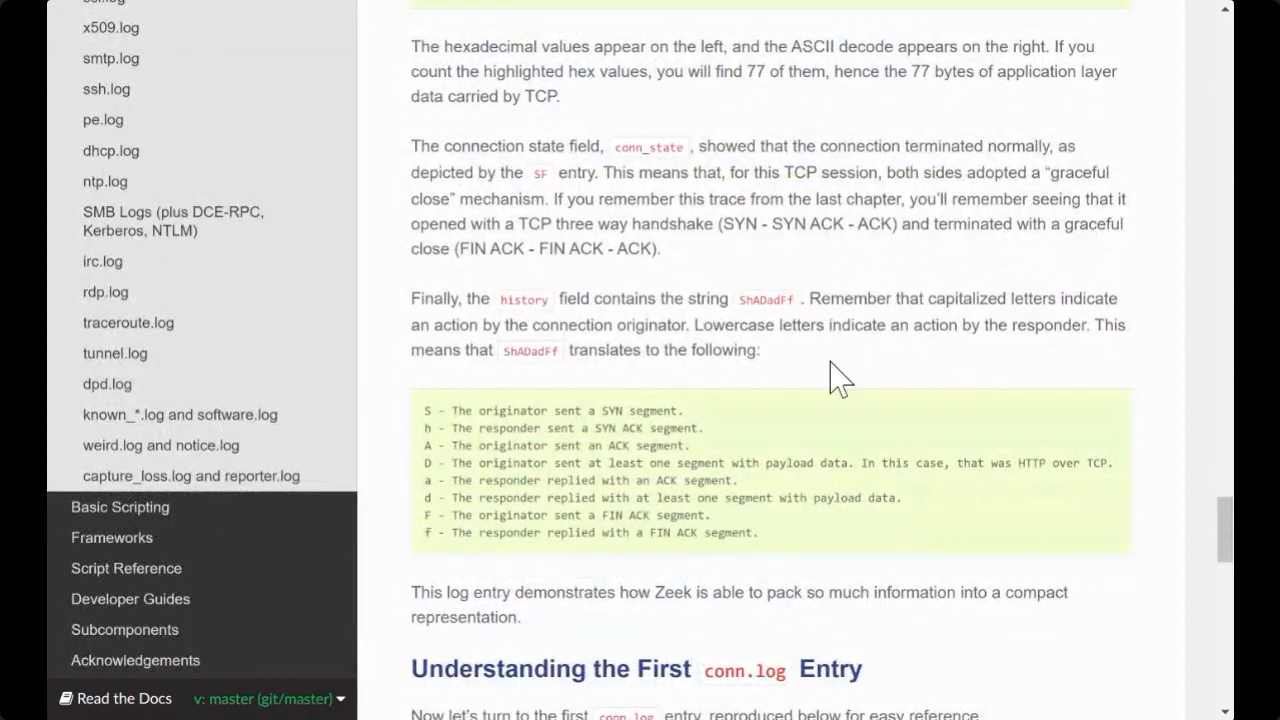 x509.log
smtp.log
ssh.log
pe.log
dhcp.log
ntp.log
SMB Logs (plus DCE-RPC,
Kerberos, NTLM)
irc.log
rdp.log
traceroute.log
tunnel.log
dpd.log
known_*.log and software.log
weird.log and notice.log
capture_loss.log and reporter.log
Basic Scripting
Frameworks
Script Reference
Developer Guides
Subcomponents
Acknowledgements
Read the Docs v: master (git/master)
The hexadecimal values appear on the left, and the ASCII decode appears on the right. If you
count the highlighted hex values, you will find 77 of them, hence the 77 bytes of application layer
data carried by TCP.
The connection state field, conn_state , showed that the connection terminated normally, as
depicted by the SF entry. This means that, for this TCP session, both sides adopted a “graceful
close” mechanism. If you remember this trace from the last chapter, you’ll remember seeing that it
opened with a TCP three way handshake (SYN - SYN ACK - ACK) and terminated with a graceful
close (FIN ACK - FIN ACK - ACK).
Finally, the history field contains the string ShADadFf . Remember that capitalized letters indicate
an action by the connection originator. Lowercase letters indicate an action by the responder. This
means that ShADadFf translates to the following:
S - The originator sent a SYN segment.
h - The responder sent a SYN ACK segment.
A - The originator sent an ACK segment.
D - The originator sent at least one segment with payload data. In this case, that was HTTP over TCP.
a - The responder replied with an ACK segment.
d - The responder replied with at least one segment with payload data.
F - The originator sent a FIN ACK segment.
f - The responder replied with a FIN ACK segment.
This log entry demonstrates how Zeek is able to pack so much information into a compact
representation.
Understanding the First conn.log Entry
Now let’s turn to the first conn.log entry, reproduced below for easy reference